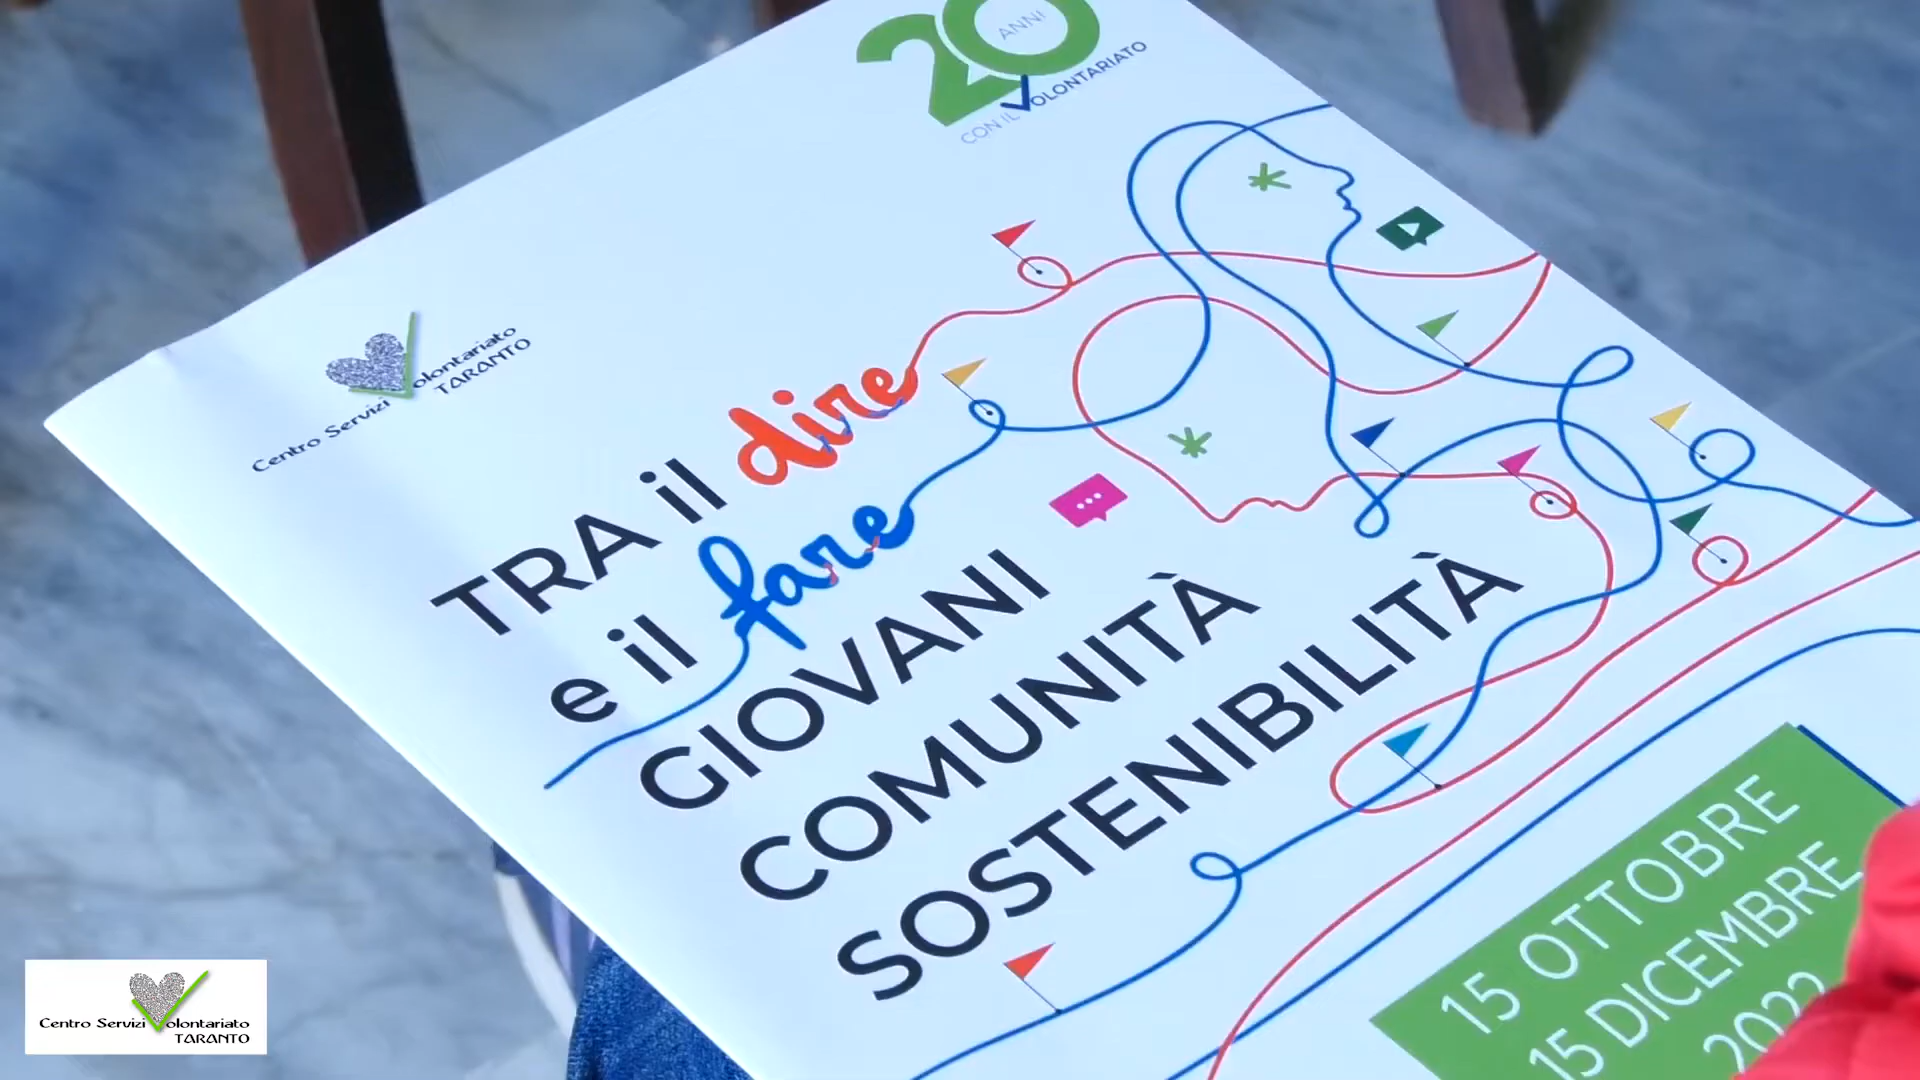 20
ANNI
CON IL VOLONTARIATO
Centro Servizi Volontariato
TARANTO
TRA il dire
e il fare
GIOVANI
COMUNITÀ
SOSTENIBILITÀ
15 OTTOBRE
15 DICEMBRE
2022
Centro Servizi Volontariato
TARANTO